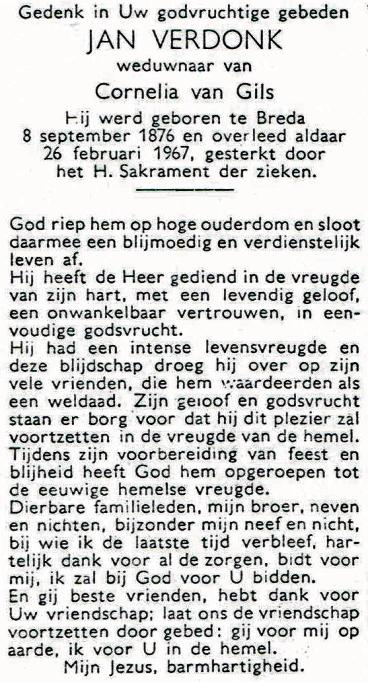 Gedenk in Uw godvruchtige gebeden
JAN VERDONK
weduwnaar van
Cornelia van Gils
Hij werd geboren te Breda
8 september 1876 en overleed aldaar
26 februari 1967, gesterkt door
het H. Sakrament der zieken.
God riep hem op hoge ouderdom en sloot
daarmee een blijmoedig en verdienstelijk
leven af.
Hij heeft de Heer gediend in de vreugde
van zijn hart, met een levendig geloof,
een onwankelbaar vertrouwen, in een-
voudige godsvrucht.
Hij had een intense levensvreugde en
deze blijdschap droeg hij over op zijn
vele vrienden, die hem waardeerden als
een weldaad. Zijn geloof en godsvrucht
staan er borg voor dat hij dit plezier zal
voortzetten in de vreugde van de hemel.
Tijdens zijn voorbereiding van feest en
blijheid heeft God hem opgeroepen tot
de eeuwige hemelse vreugde.
Dierbare familieleden, mijn broer, neven
en nichten, bijzonder mijn neef en nicht,
bij wie ik de laatste tijd verbleef, har-
telijk dank voor al de zorgen, bidt voor
mij, ik zal bij God voor U bidden.
En gij beste vrienden, hebt dank voor
Uw vriendschap; laat ons de vriendschap
voortzetten door gebed: gij voor mij op
aarde, ik voor U in de hemel.
Mijn Jezus, barmhartigheid.